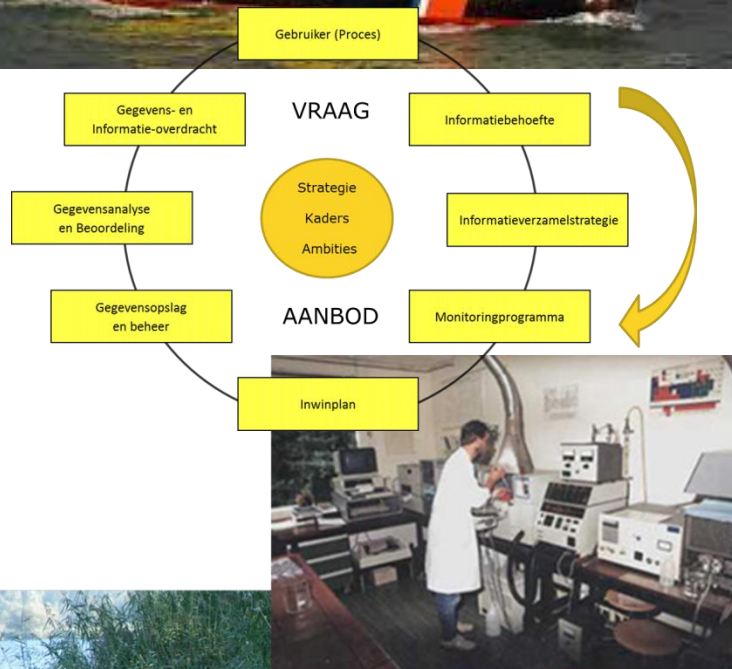 Gebruiker (Proces)
Gegevens- en
Informatie-overdracht
VRAAG
Informatiebehoefte
Strategie
Kaders
Ambities
Gegevensanalyse
en Beoordeling
Informatieverzamelstrategie
Gegevensopslag
en beheer
AANBOD
Monitoringprogramma
Inwinplan